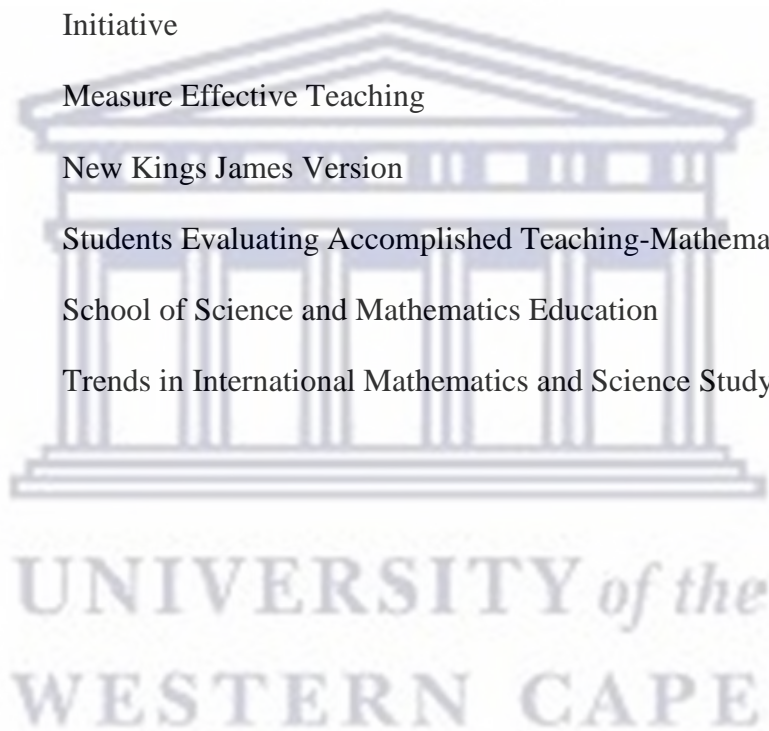 Initiative
Measure Effective Teaching
New Kings James Version
Students Evaluating Accomplished Teaching-Mathema
School of Science and Mathematics Education
Trends in International Mathematics and Science Study
UNIVERSITY of the
WESTERN CAPE